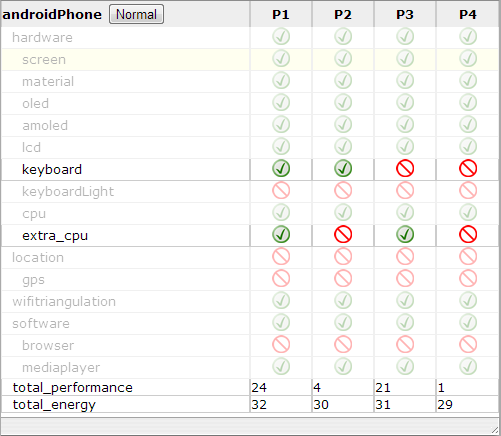 androidPhone Normal P1 P2 P3 P4
hardware
screen
material
oled
amoled
lcd
keyboard
keyboardLight
cpu
extra_cpu
location
gps
wifitriangulation
software
browser
mediaplayer
total_performance 24 4 21 1
total_energy 32 30 31 29